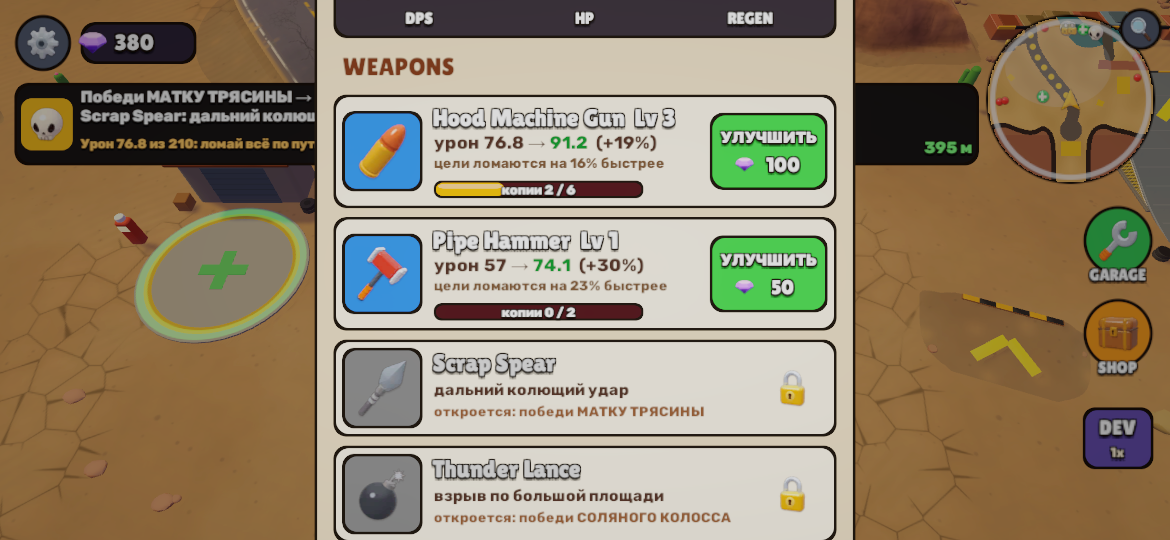 380
DPS HP REGEN
Победи МАТКУ ТРЯСИНЫ →
Scrap Spear: дальний колющ
Урон 76.8 из 210: ломай всё по пут
395 м
WEAPONS
Hood Machine Gun Lv 3
урон 76.8 → 91.2 (+19%)
цели ломаются на 16% быстрее
копии 2 / 6
УЛУЧШИТЬ
100
Pipe Hammer Lv 1
урон 57 → 74.1 (+30%)
цели ломаются на 23% быстрее
копии 0 / 2
УЛУЧШИТЬ
50
Scrap Spear
дальний колющий удар
откроется: победи МАТКУ ТРЯСИНЫ
Thunder Lance
взрыв по большой площади
откроется: победи СОЛЯНОГО КОЛОССА
GARAGE
SHOP
DEV
1x